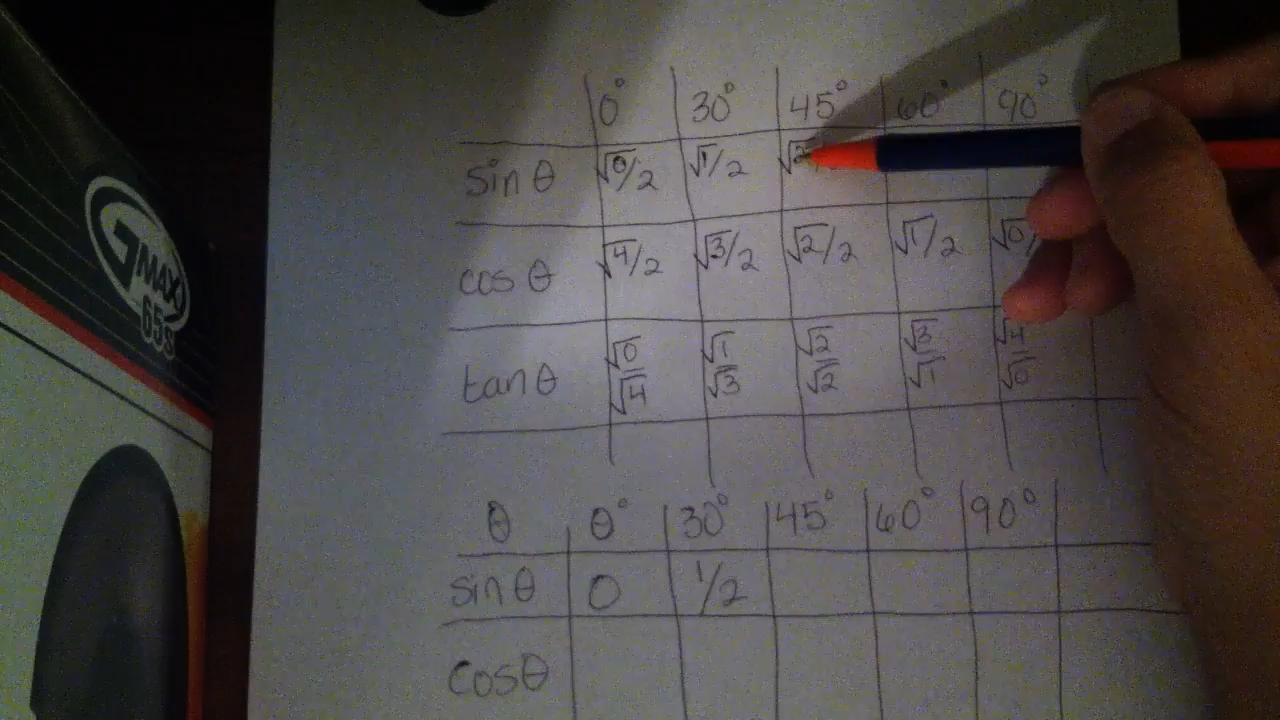 GMAX
65s
0° 30° 45° 60° 90°
sin θ √0/2 √1/2 √2
cos θ √4/2 √3/2 √2/2 √1/2 √0/
tan θ √0/√4 √1/√3 √2/√2 √3/√1 √4/√0
θ θ° 30° 45° 60° 90°
sin θ 0 1/2
cos θ